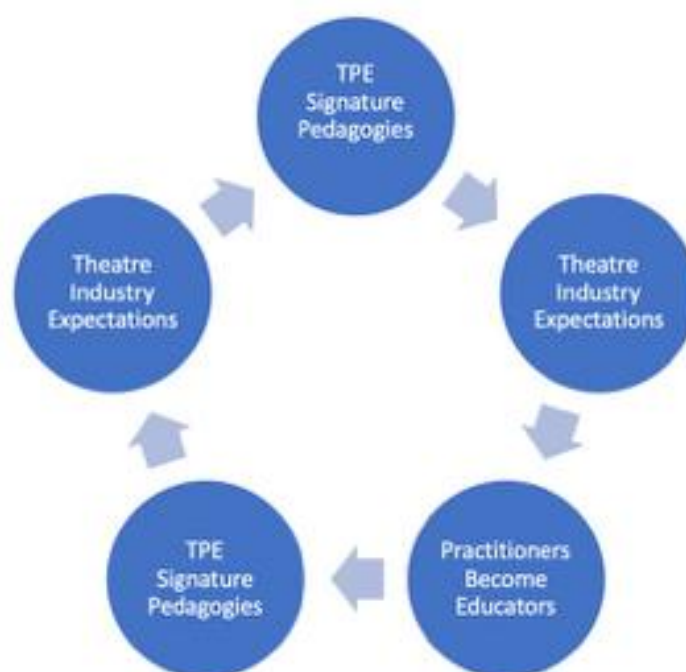 TPE
Signature
Pedagogies
Theatre
Industry
Expectations
Practitioners
Become
Educators
TPE
Signature
Pedagogies
Theatre
Industry
Expectations